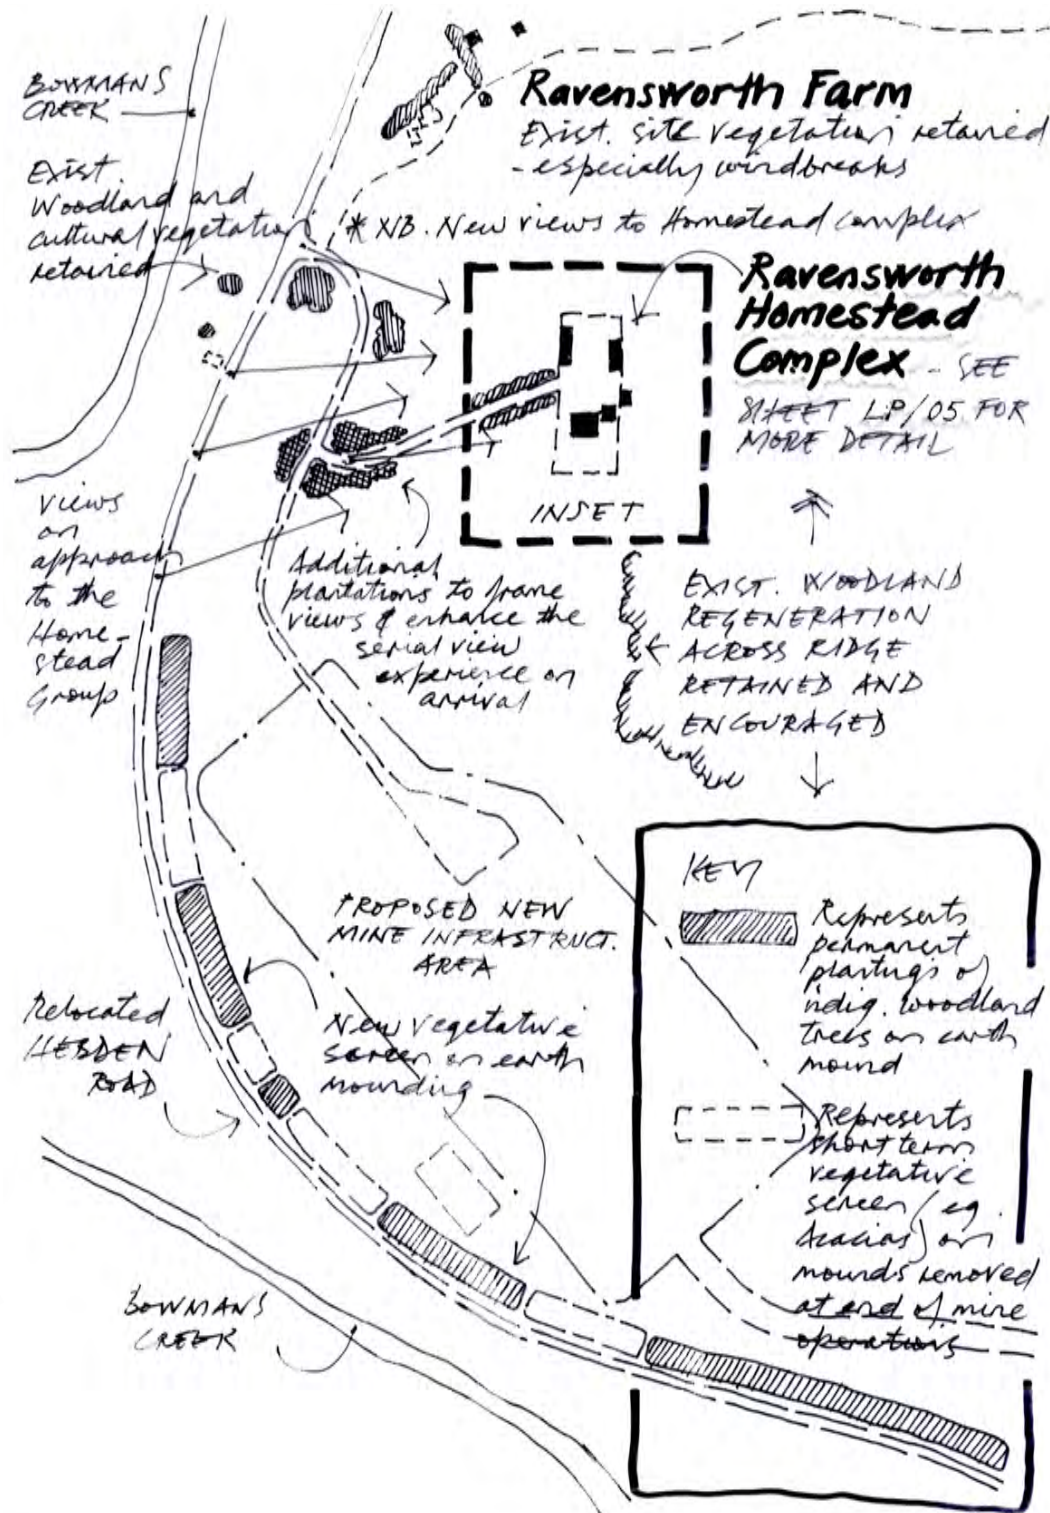 BOWMANS
CREEK
Ravensworth Farm
Exist. site vegetation retained
- especially windbreaks
Exist.
Woodland and
cultural vegetation
retained
* NB. New views to Homestead complex
Ravensworth
Homestead
Complex - SEE
SHEET LP/05 FOR
MORE DETAIL
INSET
views
on
approach
to the
Home-
stead
Group
Additional
plantations to frame
views & enhance the
serial view
experience on
arrival
EXIST. WOODLAND
REGENERATION
ACROSS RIDGE
RETAINED AND
ENCOURAGED
PROPOSED NEW
MINE INFRASTRUCT.
AREA
Relocated
HEBDEN
ROAD
New vegetative
screen on earth
mounding
BOWMANS
CREEK
KEY
Represents
permanent
plantings of
indig. woodland
trees on earth
mound
Represents
short term
vegetative
screen (eg.
Acacias) on
mounds removed
at end of mine
operations